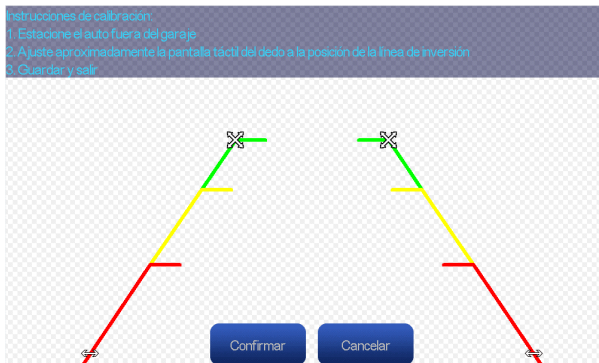 Instrucciones de calibración:
1. Estacione el auto fuera del garaje
2. Ajuste aproximadamente la pantalla táctil del dedo a la posición de la línea de inversión
3. Guardar y salir
Confirmar
Cancelar